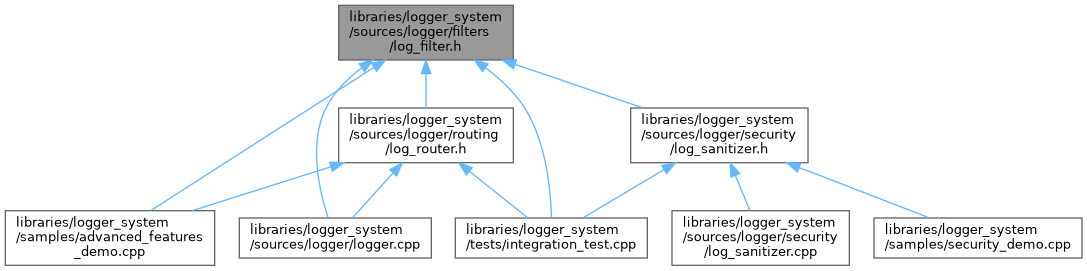 libraries/logger_system
/sources/logger/filters
/log_filter.h
libraries/logger_system
/sources/logger/routing
/log_router.h
libraries/logger_system
/sources/logger/security
/log_sanitizer.h
libraries/logger_system
/samples/advanced_features
_demo.cpp
libraries/logger_system
/sources/logger/logger.cpp
libraries/logger_system
/tests/integration_test.cpp
libraries/logger_system
/sources/logger/security
/log_sanitizer.cpp
libraries/logger_system
/samples/security_demo.cpp